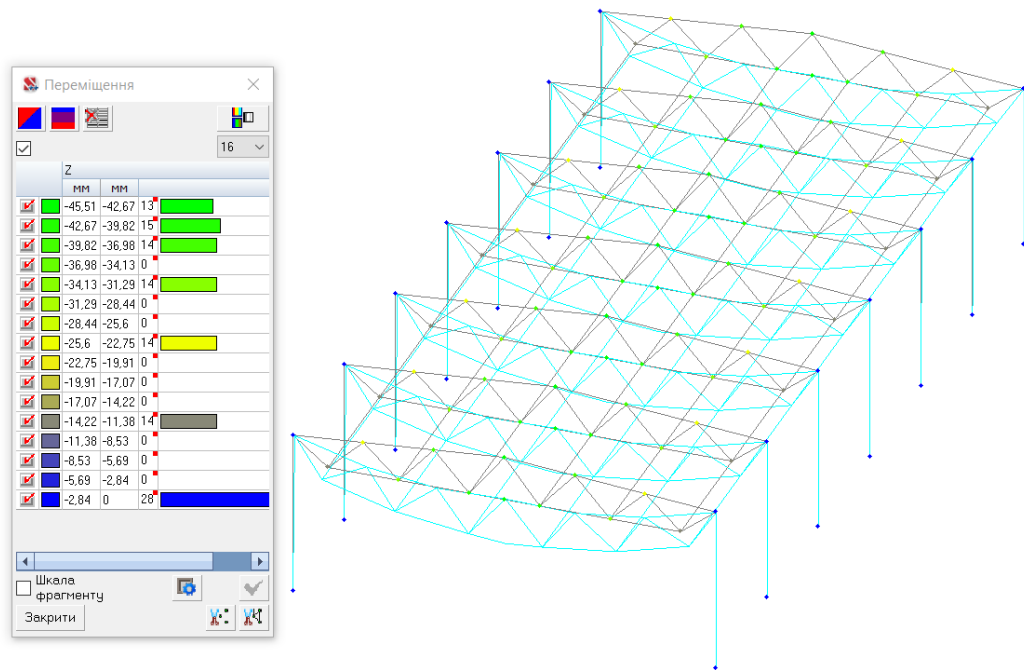 Переміщення
16
Z
мм мм
-45,51 -42,67 13
-42,67 -39,82 15
-39,82 -36,98 14
-36,98 -34,13 0
-34,13 -31,29 14
-31,29 -28,44 0
-28,44 -25,6 0
-25,6 -22,75 14
-22,75 -19,91 0
-19,91 -17,07 0
-17,07 -14,22 0
-14,22 -11,38 14
-11,38 -8,53 0
-8,53 -5,69 0
-5,69 -2,84 0
-2,84 0 28
Шкала
фрагменту
Закрити